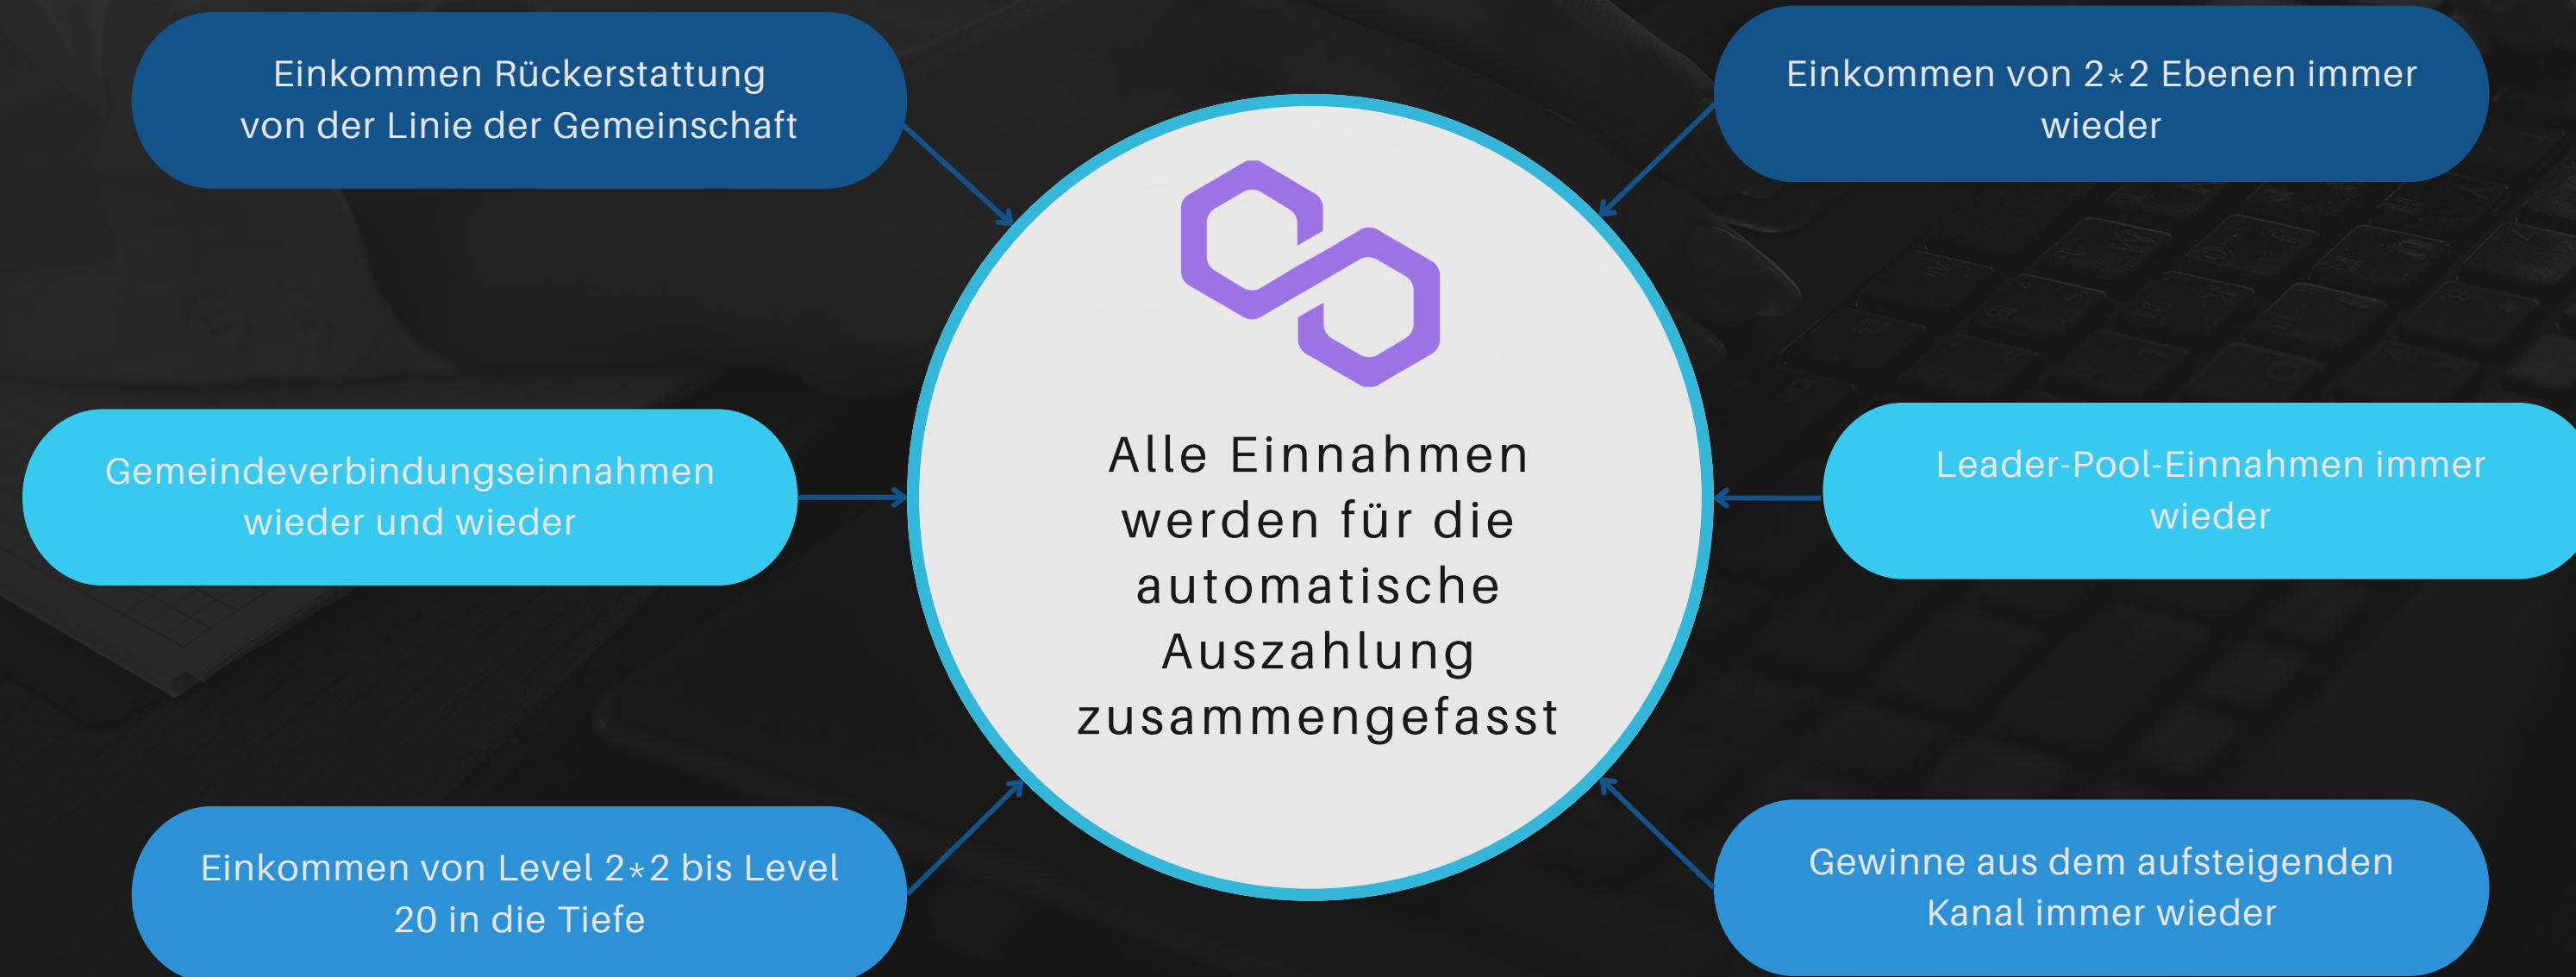 Einkommen Rückerstattung
von der Linie der Gemeinschaft
Einkommen von 2*2 Ebenen immer
wieder
Gemeindeverbindungseinnahmen
wieder und wieder
Alle Einnahmen
werden für die
automatische
Auszahlung
zusammengefasst
Leader-Pool-Einnahmen immer
wieder
Einkommen von Level 2*2 bis Level
20 in die Tiefe
Gewinne aus dem aufsteigenden
Kanal immer wieder